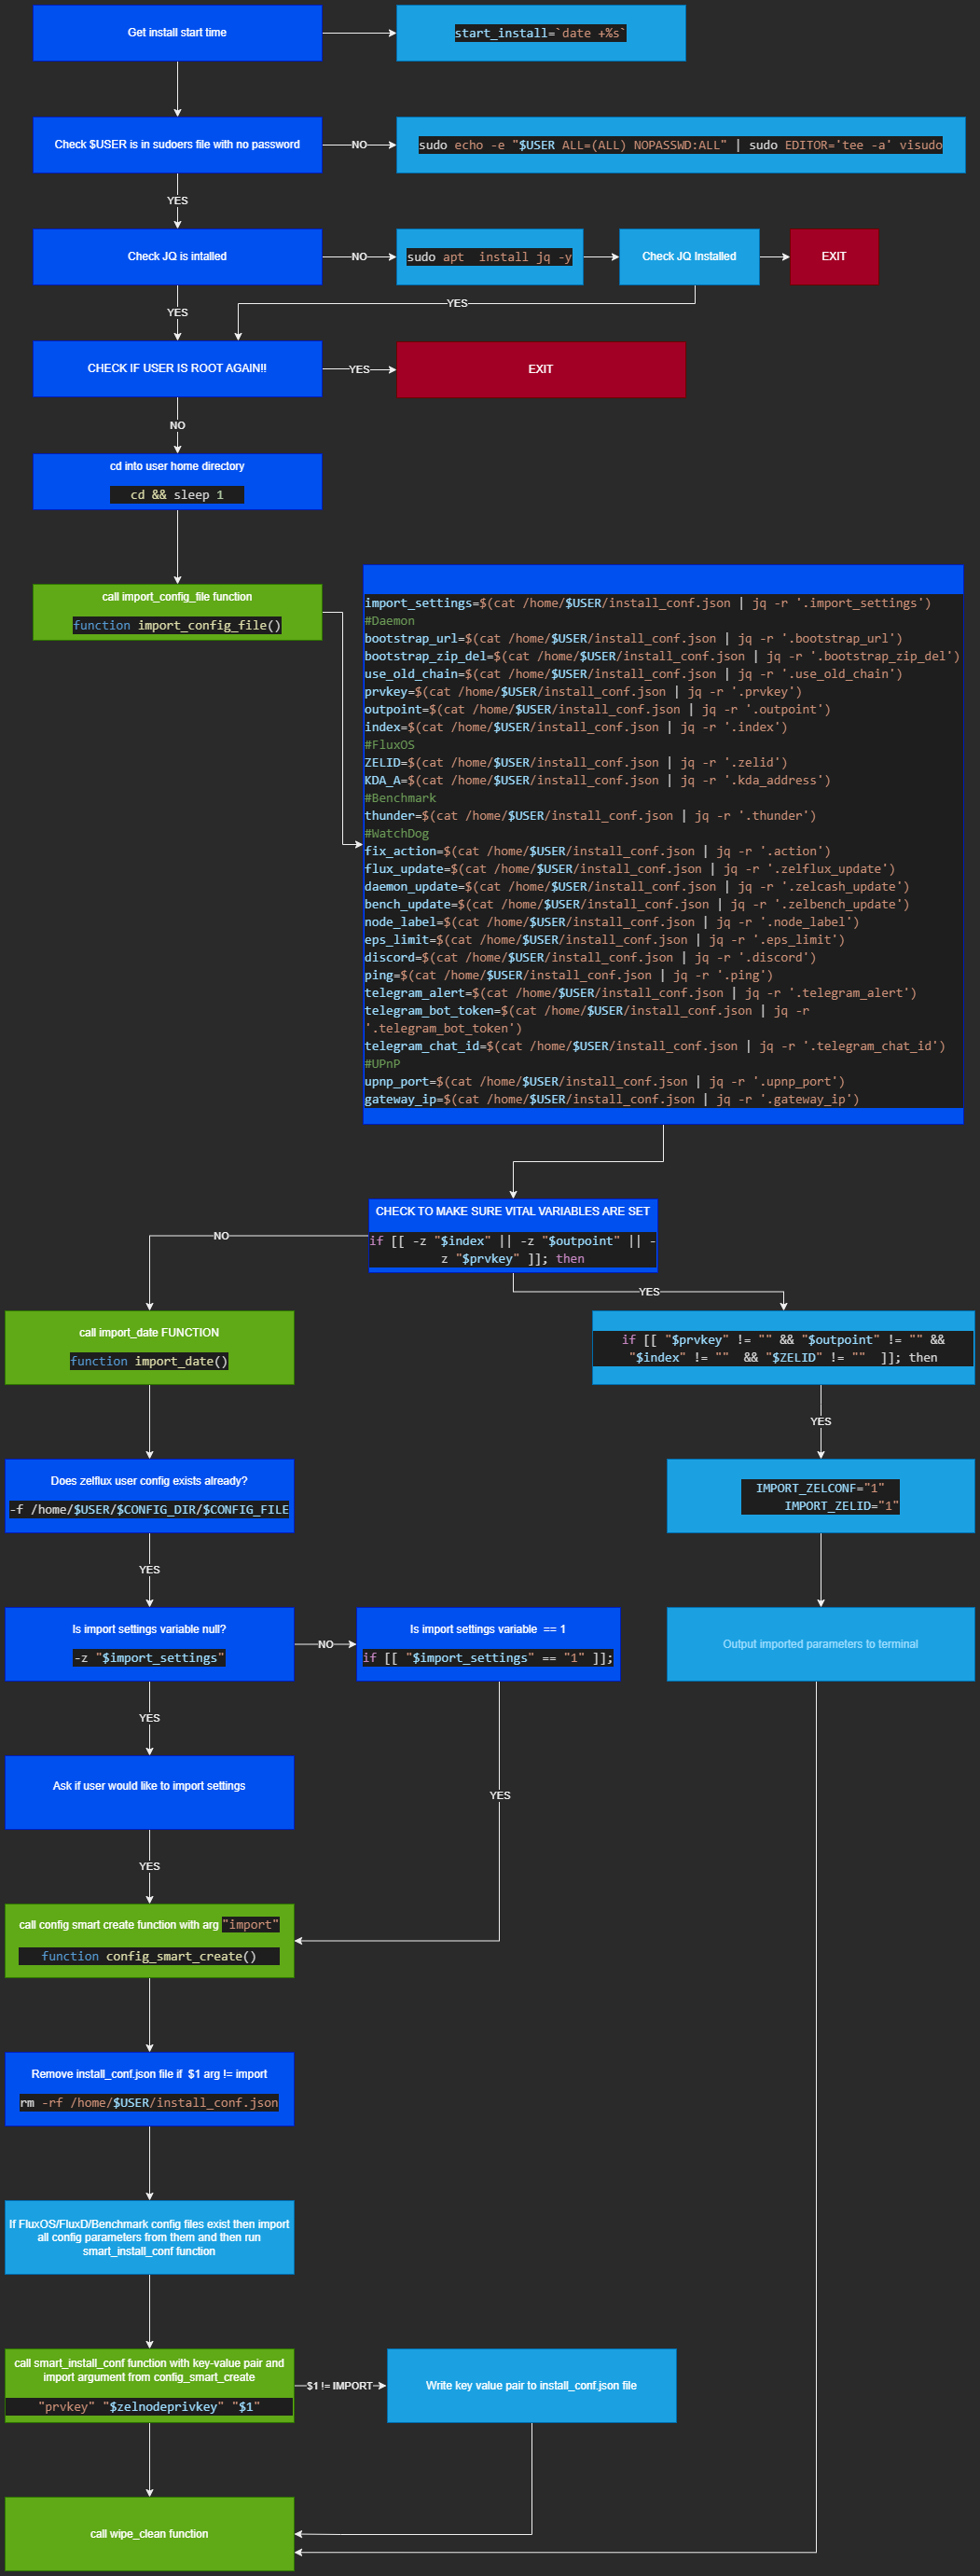 Get install start time
start_install=`date +%s`
Check $USER is in sudoers file with no password
NO
sudo echo -e "$USER ALL=(ALL) NOPASSWD:ALL" | sudo EDITOR='tee -a' visudo
YES
Check JQ is intalled
NO
sudo apt  install jq -y
Check JQ Installed
EXIT
YES
YES
CHECK IF USER IS ROOT AGAIN!!
YES
EXIT
NO
cd into user home directory
cd && sleep 1
call import_config_file function
function import_config_file()
import_settings=$(cat /home/$USER/install_conf.json | jq -r '.import_settings')
#Daemon
bootstrap_url=$(cat /home/$USER/install_conf.json | jq -r '.bootstrap_url')
bootstrap_zip_del=$(cat /home/$USER/install_conf.json | jq -r '.bootstrap_zip_del')
use_old_chain=$(cat /home/$USER/install_conf.json | jq -r '.use_old_chain')
prvkey=$(cat /home/$USER/install_conf.json | jq -r '.prvkey')
outpoint=$(cat /home/$USER/install_conf.json | jq -r '.outpoint')
index=$(cat /home/$USER/install_conf.json | jq -r '.index')
#FluxOS
ZELID=$(cat /home/$USER/install_conf.json | jq -r '.zelid')
KDA_A=$(cat /home/$USER/install_conf.json | jq -r '.kda_address')
#Benchmark
thunder=$(cat /home/$USER/install_conf.json | jq -r '.thunder')
#WatchDog
fix_action=$(cat /home/$USER/install_conf.json | jq -r '.action')
flux_update=$(cat /home/$USER/install_conf.json | jq -r '.zelflux_update')
daemon_update=$(cat /home/$USER/install_conf.json | jq -r '.zelcash_update')
bench_update=$(cat /home/$USER/install_conf.json | jq -r '.zelbench_update')
node_label=$(cat /home/$USER/install_conf.json | jq -r '.node_label')
eps_limit=$(cat /home/$USER/install_conf.json | jq -r '.eps_limit')
discord=$(cat /home/$USER/install_conf.json | jq -r '.discord')
ping=$(cat /home/$USER/install_conf.json | jq -r '.ping')
telegram_alert=$(cat /home/$USER/install_conf.json | jq -r '.telegram_alert')
telegram_bot_token=$(cat /home/$USER/install_conf.json | jq -r
'.telegram_bot_token')
telegram_chat_id=$(cat /home/$USER/install_conf.json | jq -r '.telegram_chat_id')
#UPnP
upnp_port=$(cat /home/$USER/install_conf.json | jq -r '.upnp_port')
gateway_ip=$(cat /home/$USER/install_conf.json | jq -r '.gateway_ip')
CHECK TO MAKE SURE VITAL VARIABLES ARE SET
if [[ -z "$index" || -z "$outpoint" || -
z "$prvkey" ]]; then
NO
YES
call import_date FUNCTION
function import_date()
if [[ "$prvkey" != "" && "$outpoint" != "" &&
"$index" != ""  && "$ZELID" != ""  ]]; then
YES
Does zelflux user config exists already?
-f /home/$USER/$CONFIG_DIR/$CONFIG_FILE
IMPORT_ZELCONF="1"
IMPORT_ZELID="1"
YES
Is import settings variable null?
-z "$import_settings"
NO
Is import settings variable  == 1
if [[ "$import_settings" == "1" ]];
Output imported parameters to terminal
YES
Ask if user would like to import settings
YES
YES
call config smart create function with arg "import"
function config_smart_create()
Remove install_conf.json file if  $1 arg != import
rm -rf /home/$USER/install_conf.json
If FluxOS/FluxD/Benchmark config files exist then import
all config parameters from them and then run
smart_install_conf function
call smart_install_conf function with key-value pair and
import argument from config_smart_create
"prvkey" "$zelnodeprivkey" "$1"
$1 != IMPORT
Write key value pair to install_conf.json file
call wipe_clean function